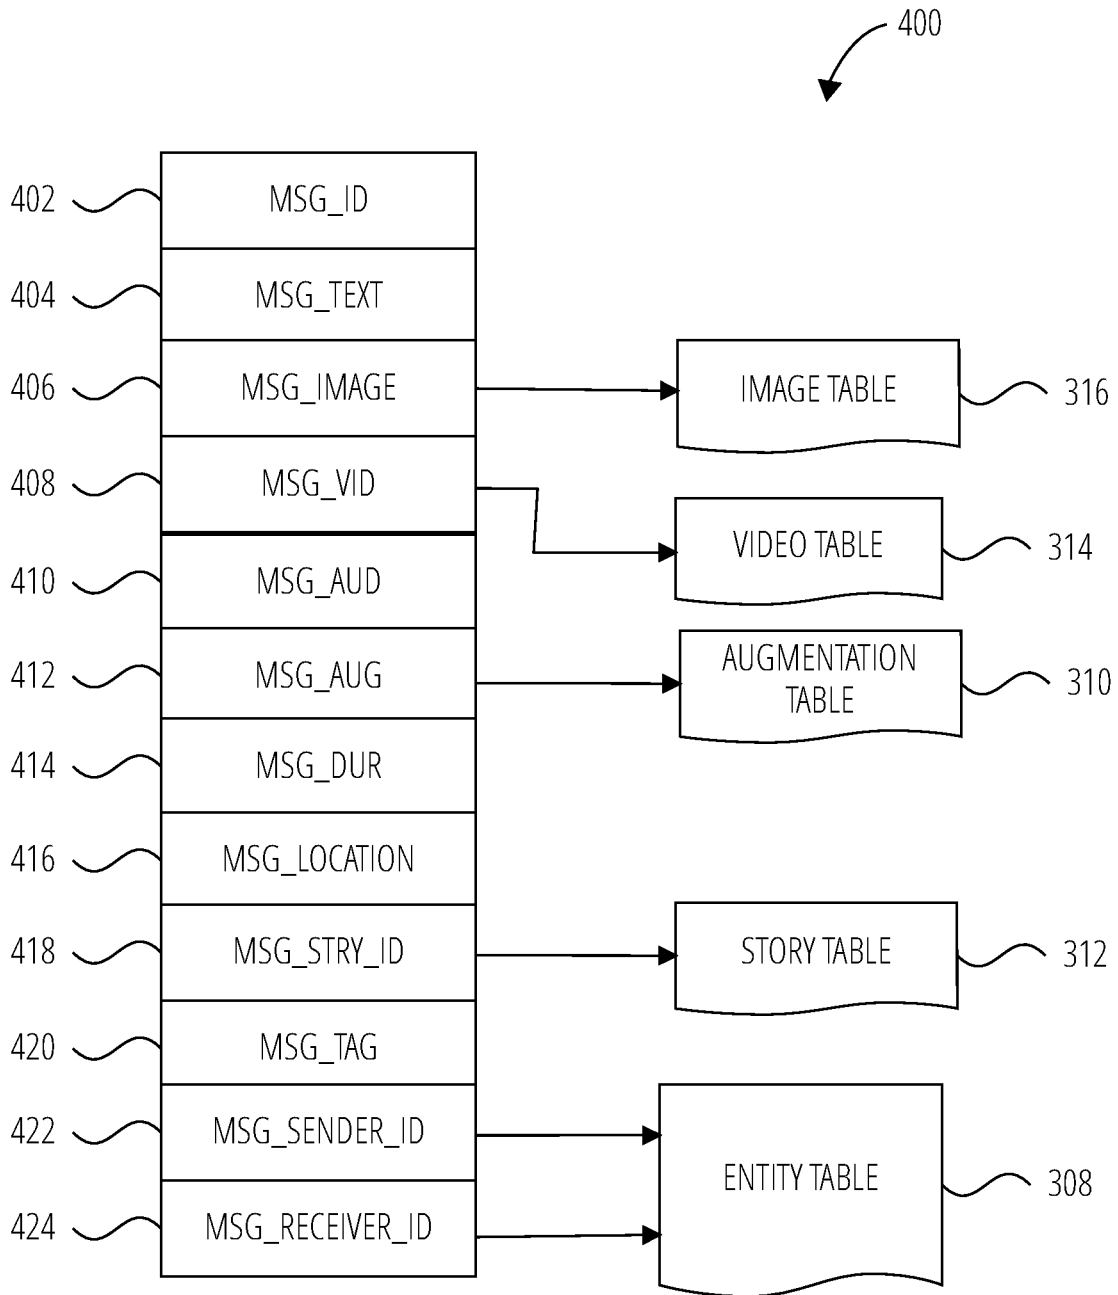 400
402 MSG_ID
404 MSG_TEXT
406 MSG_IMAGE IMAGE TABLE 316
408 MSG_VID
VIDEO TABLE 314
410 MSG_AUD
412 MSG_AUG AUGMENTATION
TABLE 310
414 MSG_DUR
416 MSG_LOCATION
418 MSG_STRY_ID STORY TABLE 312
420 MSG_TAG
422 MSG_SENDER_ID
ENTITY TABLE 308
424 MSG_RECEIVER_ID